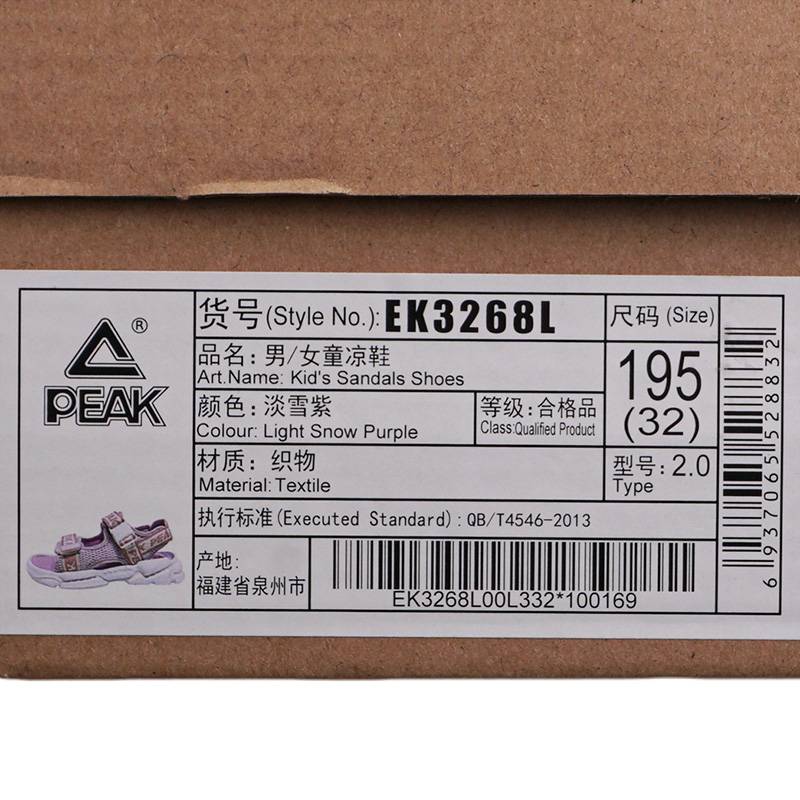 ®
PEAK
货号(Style No.): EK3268L
品名: 男/女童凉鞋
Art.Name: Kid's Sandals Shoes
颜色: 淡雪紫
Colour: Light Snow Purple
等级: 合格品
Class:Qualified Product
材质: 织物
Material: Textile
执行标准(Executed Standard): QB/T4546-2013
产地:
福建省泉州市
EK3268L00L332*100169
尺码 (Size)
195
(32)
型号: 2.0
Type
6937065528832
PEAK